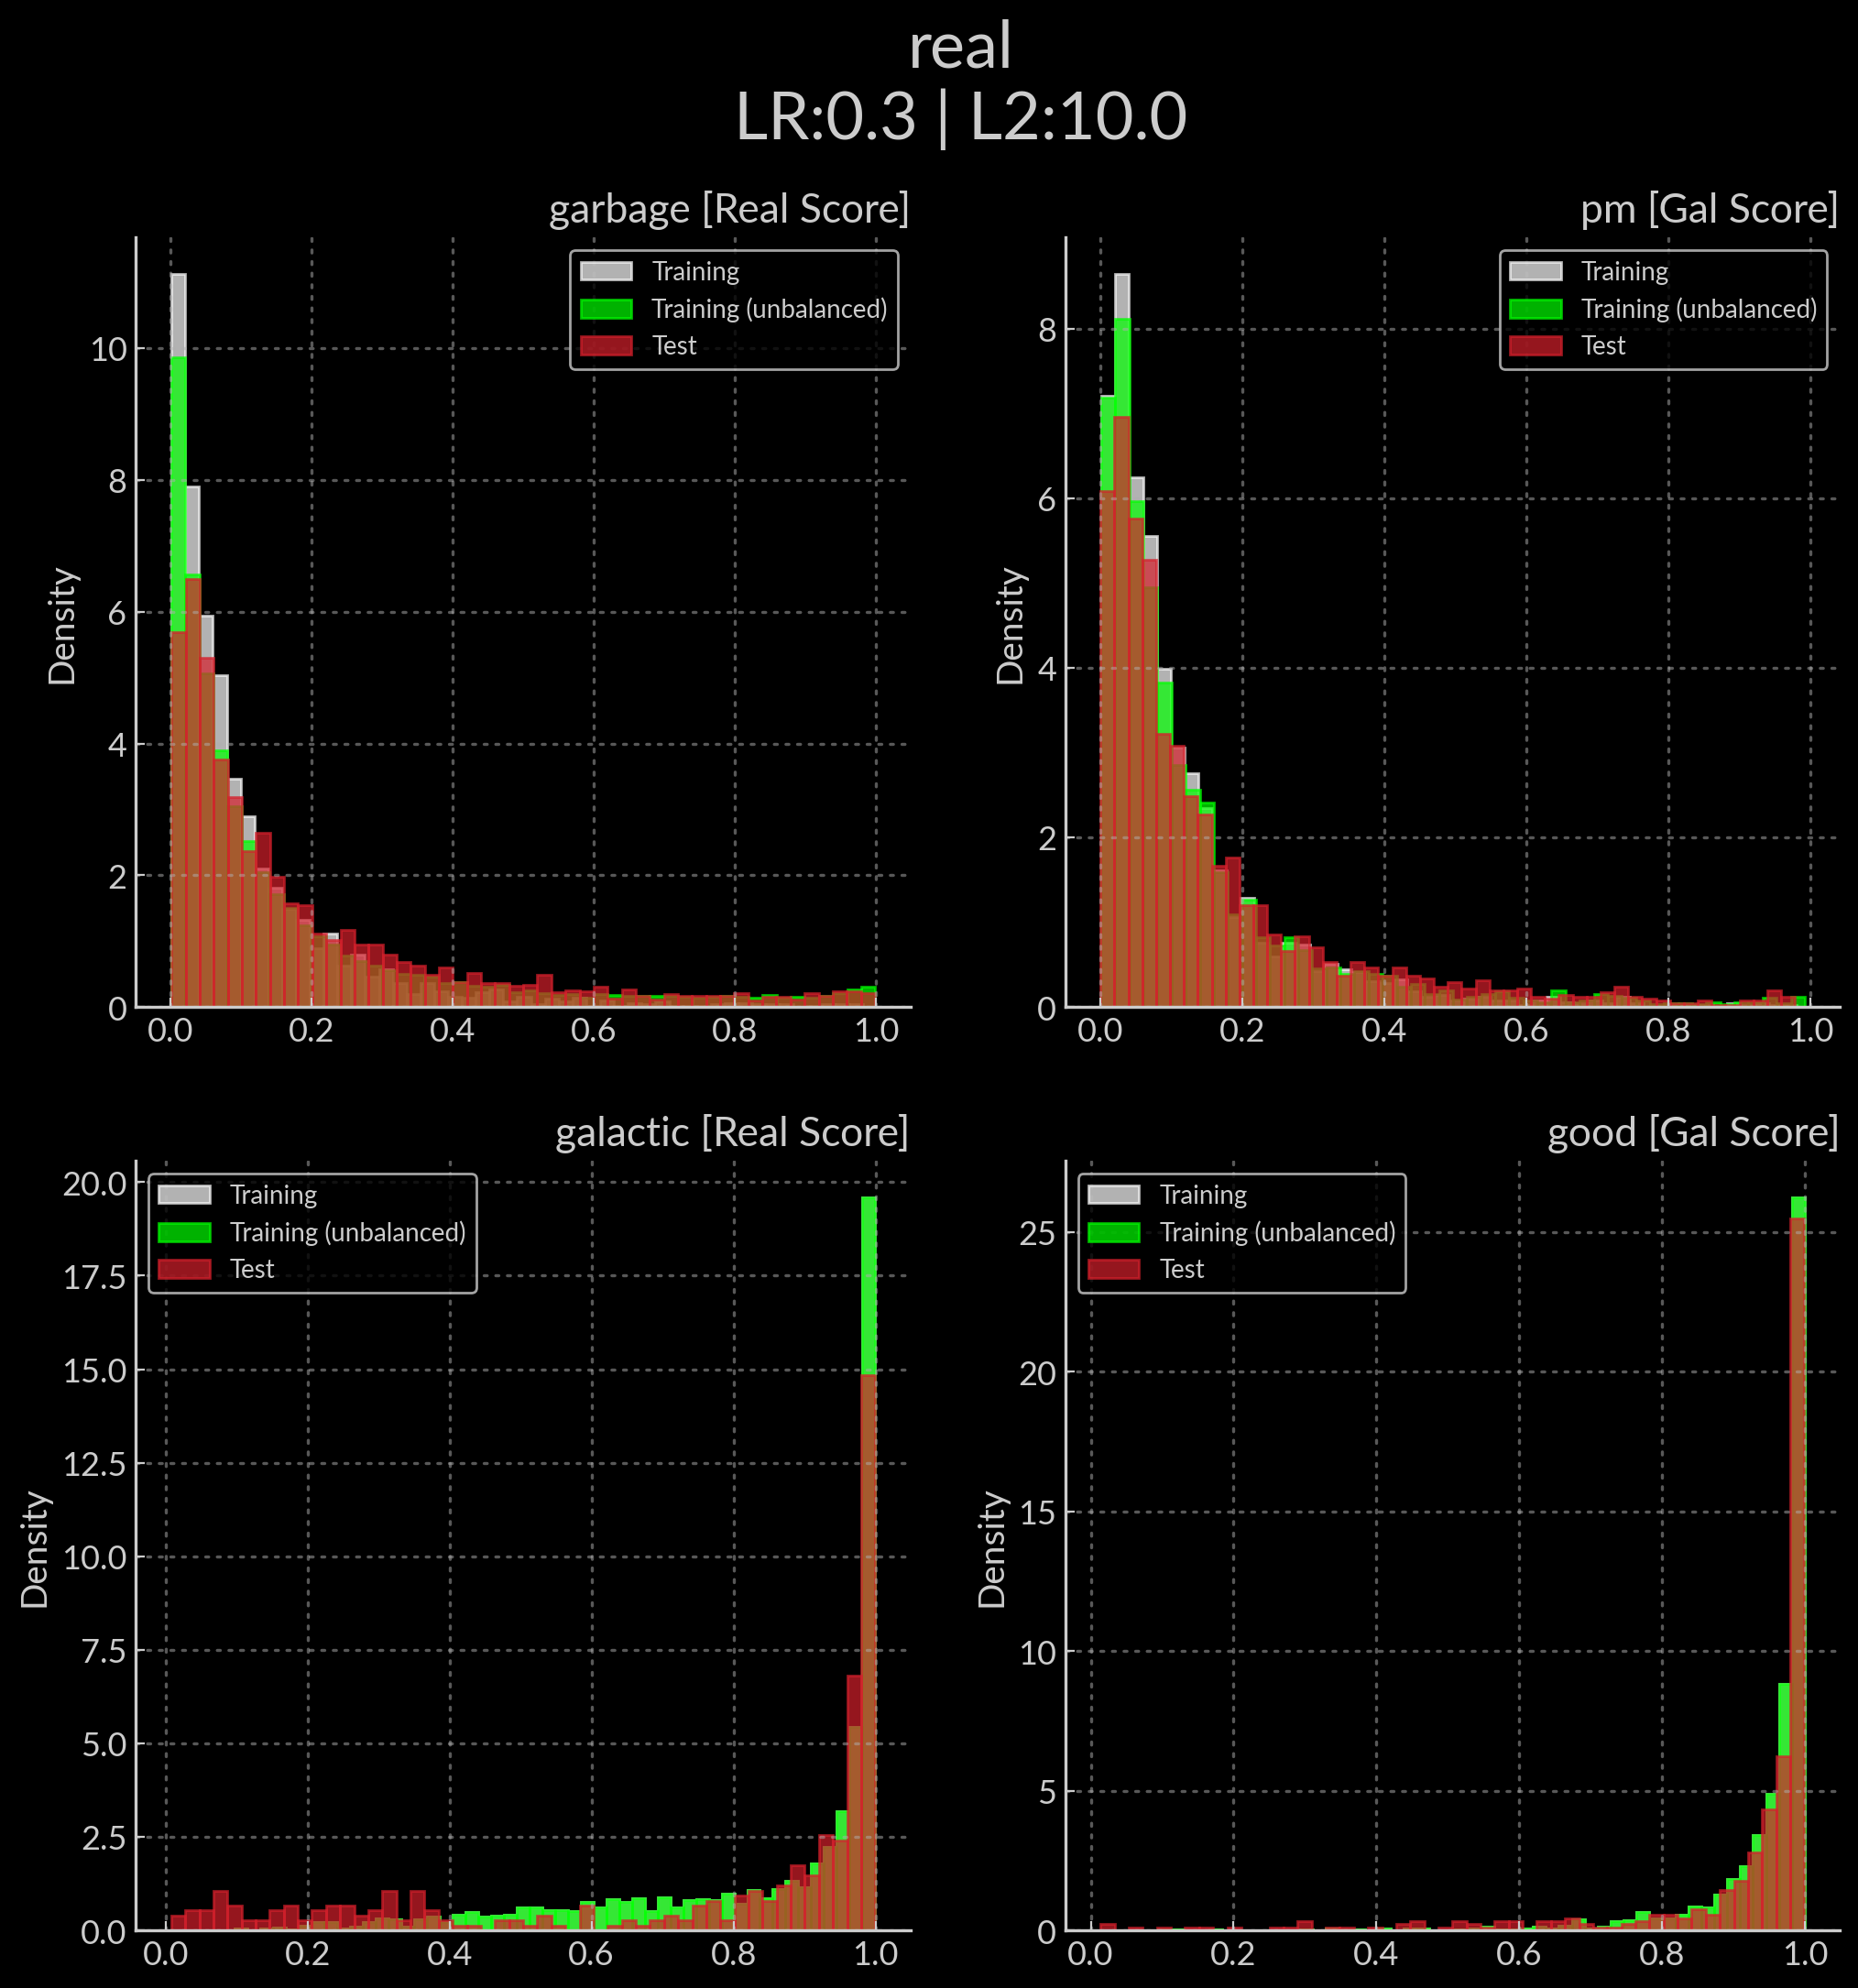 real
LR:0.3 | L2:10.0
garbage [Real Score]
Training
Training (unbalanced)
Test
Density
10
8
6
4
2
0
0.0 0.2 0.4 0.6 0.8 1.0
pm [Gal Score]
Training
Training (unbalanced)
Test
Density
8
6
4
2
0
0.0 0.2 0.4 0.6 0.8 1.0
galactic [Real Score]
Training
Training (unbalanced)
Test
Density
20.0
17.5
15.0
12.5
10.0
7.5
5.0
2.5
0.0
0.0 0.2 0.4 0.6 0.8 1.0
good [Gal Score]
Training
Training (unbalanced)
Test
Density
25
20
15
10
5
0
0.0 0.2 0.4 0.6 0.8 1.0